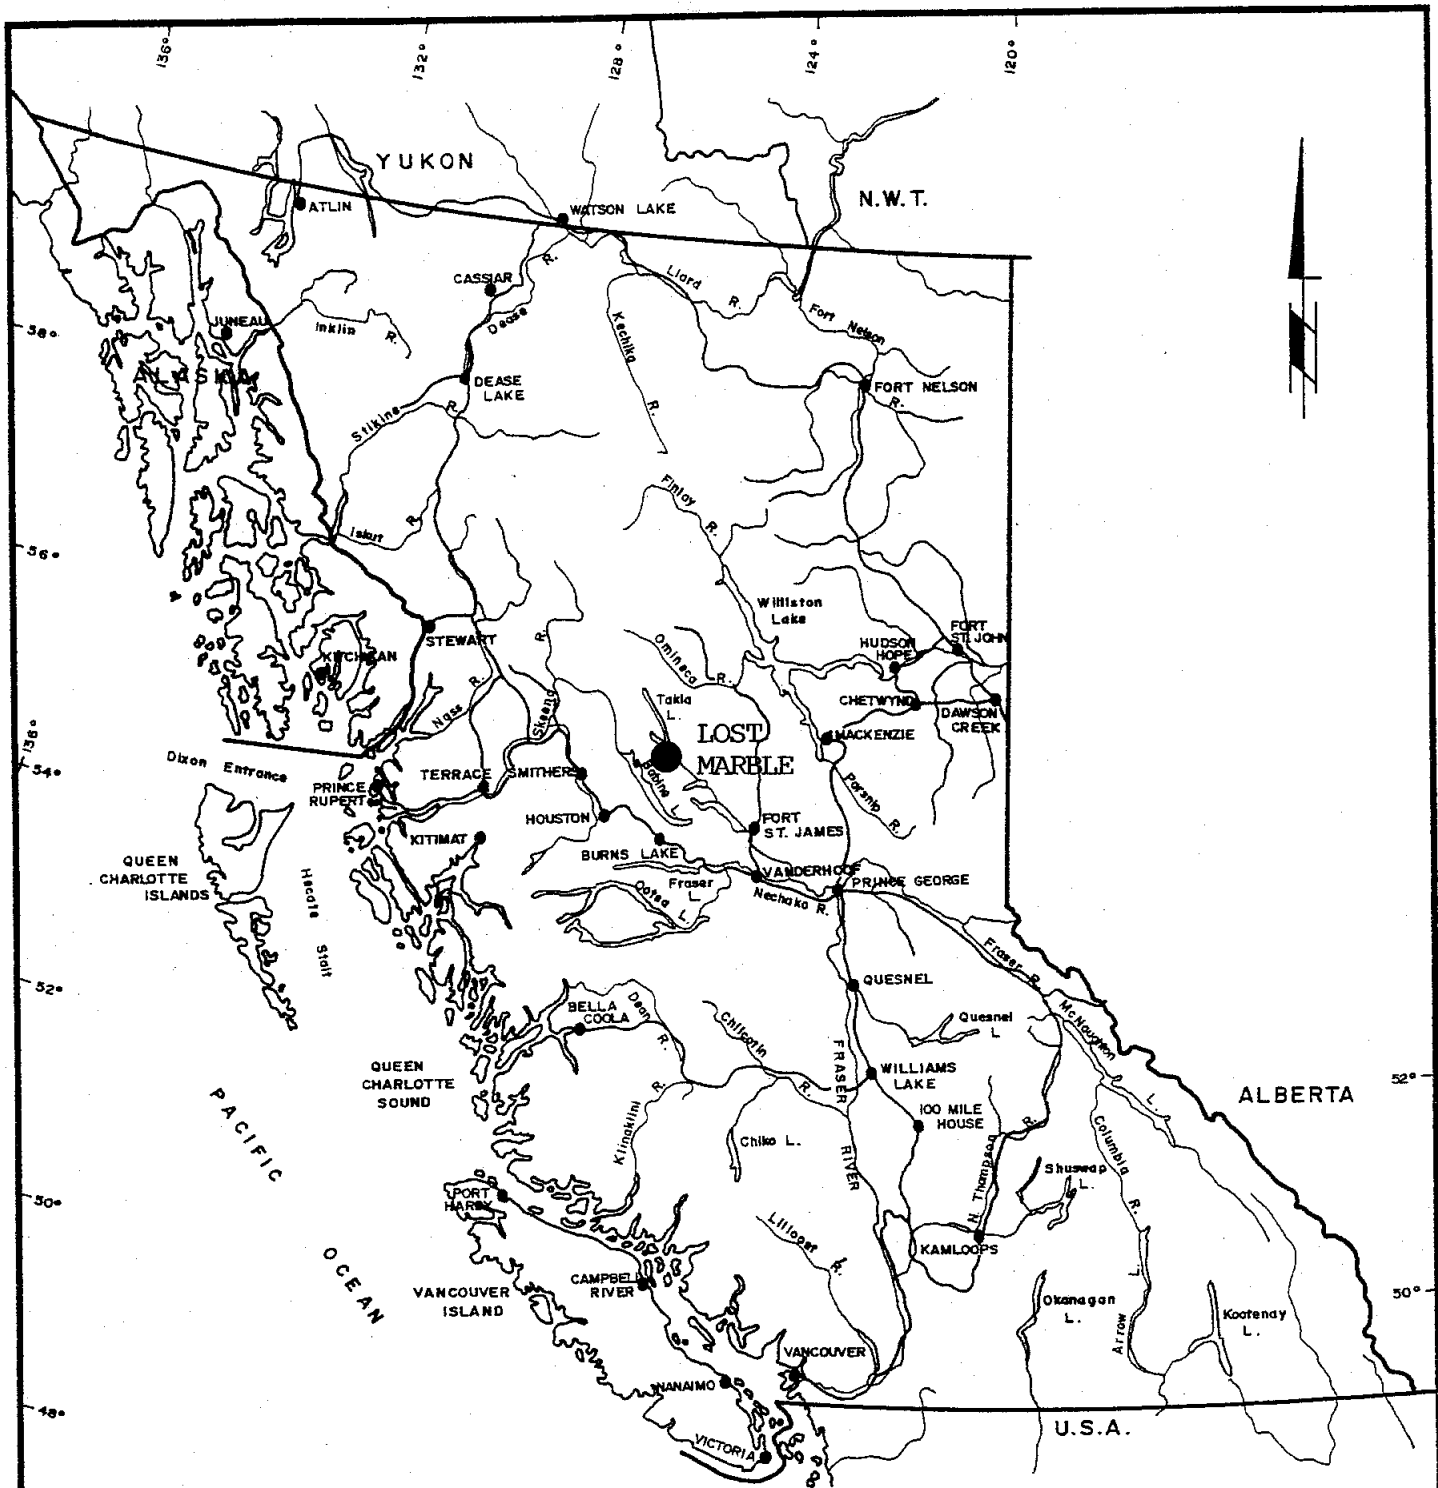 136°
132°
128°
124°
120°
YUKON
N.W.T.
ATLIN
WATSON LAKE
CASSIAR
R.
Liard
R.
JUNEAU
Inklin
R.
Dease
Kechika
R.
Fort Nelson
58°
ALASKA
DEASE
LAKE
FORT NELSON
R.
Stikine
R.
Finlay
R.
Iskut
R.
56°
Williston
Lake
FORT
ST. JOHN
HUDSON
HOPE
STEWART
KETCHIKAN
Omineca
R.
R.
Nass
R.
Skeena
Takla
L.
CHETWYND
DAWSON
CREEK
LOST
MARBLE
MACKENZIE
136°
54°
Dixon Entrance
PRINCE
RUPERT
TERRACE
SMITHERS
Babine L.
Parsnip
R.
HOUSTON
FORT
ST. JAMES
KITIMAT
BURNS LAKE
VANDERHOOF
PRINCE GEORGE
QUEEN
CHARLOTTE
ISLANDS
Hecate
Stait
Fraser
L.
Ootsa
L.
Nechako R.
Fraser R.
52°
QUESNEL
BELLA
COOLA
Dean
R.
Chilcotin
R.
Quesnel
L
McNaughton
L.
QUEEN
CHARLOTTE
SOUND
FRASER
RIVER
WILLIAMS
LAKE
52°
ALBERTA
PACIFIC
OCEAN
Klinaklini
R.
Chiko L.
100 MILE
HOUSE
R.
N Thompson
Columbia
R.
Shuswap
L.
50°
PORT
HARDY
Lillooet
L.
R.
KAMLOOPS
VANCOUVER
ISLAND
CAMPBELL
RIVER
Okanagan
L.
Arrow
L.
Kootenay
L.
50°
VANCOUVER
NANAIMO
48°
VICTORIA
U.S.A.